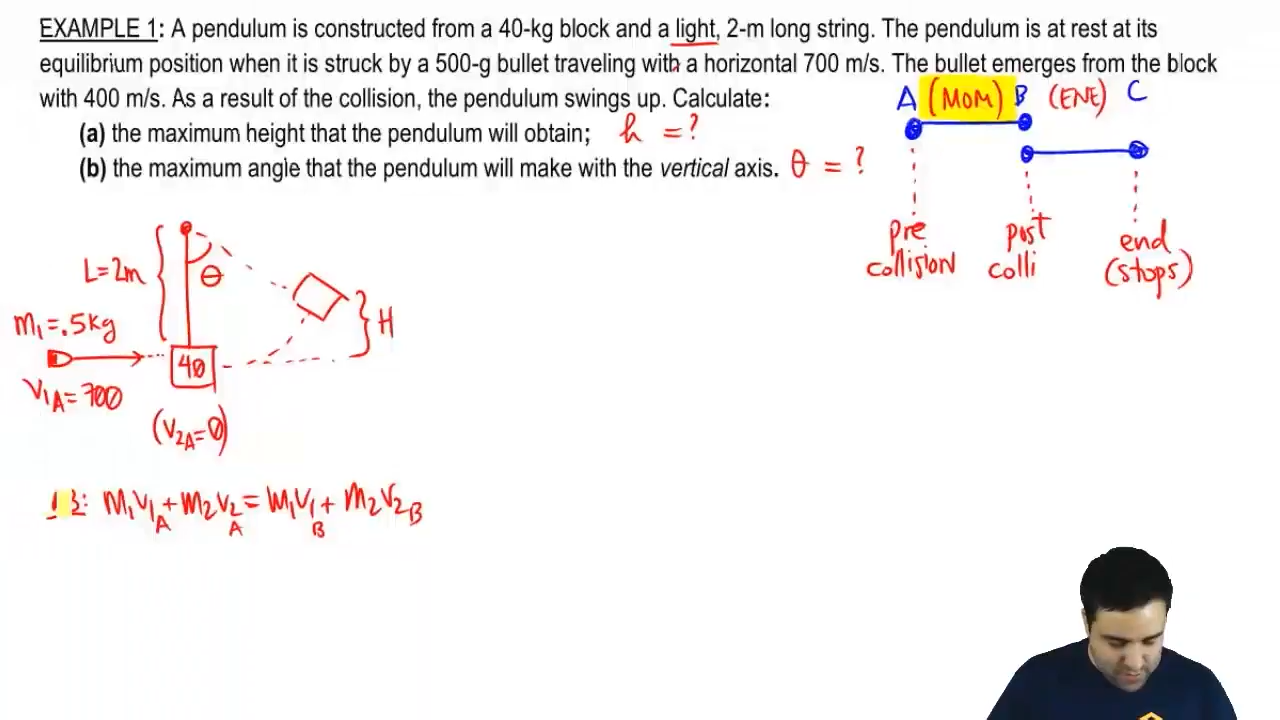 EXAMPLE 1: A pendulum is constructed from a 40-kg block and a light, 2-m long string. The pendulum is at rest at its
equilibrium position when it is struck by a 500-g bullet traveling with a horizontal 700 m/s. The bullet emerges from the block
with 400 m/s. As a result of the collision, the pendulum swings up. Calculate:
(a) the maximum height that the pendulum will obtain; h = ?
(b) the maximum angle that the pendulum will make with the vertical axis. θ = ?
A (MOM) B (ENE) C
pre collision
post colli
end (stops)
L=2m
θ
H
m₁=.5kg
40
V₁A=700
(V₂A=0)
m₁V₁A + m₂V₂A = m₁V₁B + m₂V₂B